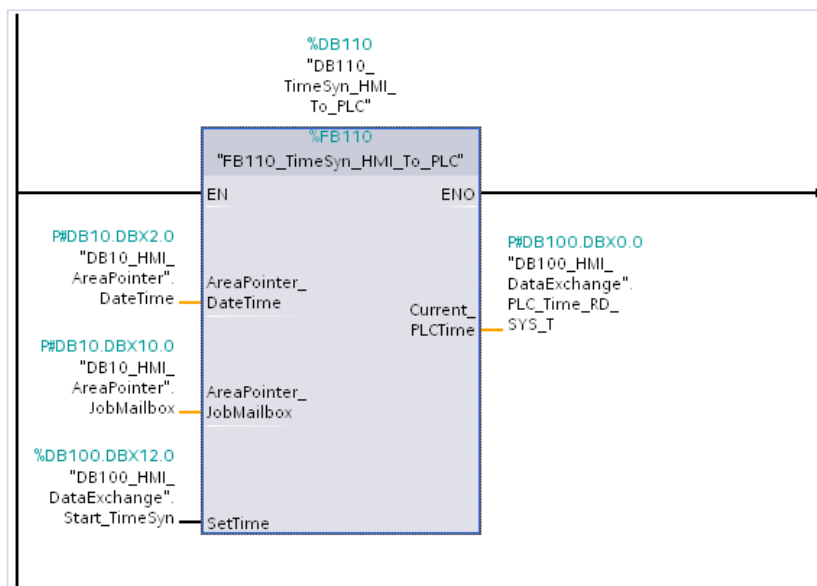 %DB110
"DB110_
TimeSyn_HMI_
To_PLC"
%FB110
"FB110_TimeSyn_HMI_To_PLC"
EN
ENO
P#DB10.DBX2.0
"DB10_HMI_
AreaPointer".
DateTime
AreaPointer_
DateTime
P#DB100.DBX0.0
"DB100_HMI_
DataExchange".
PLC_Time_RD_
SYS_T
Current_
PLCTime
P#DB10.DBX10.0
"DB10_HMI_
AreaPointer".
JobMailbox
AreaPointer_
JobMailbox
%DB100.DBX12.0
"DB100_HMI_
DataExchange".
Start_TimeSyn
SetTime